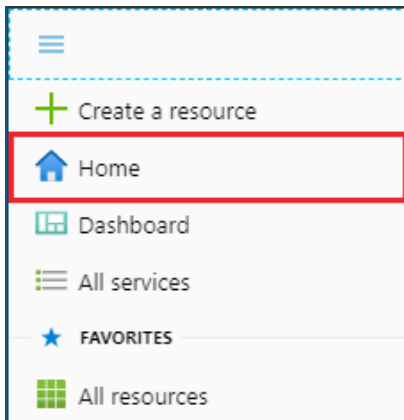 Create a resource
Home
Dashboard
All services
FAVORITES
All resources